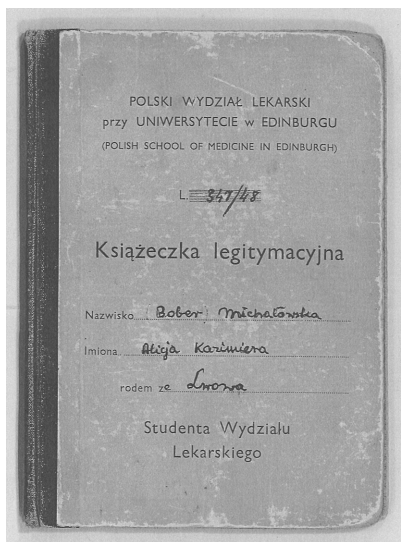 POLSKI WYDZIAŁ LEKARSKI
przy UNIWERSYTECIE w EDINBURGU
(POLISH SCHOOL OF MEDICINE IN EDINBURGH)
L. 347/48
Książeczka legitymacyjna
Nazwisko Bober Michałowska
Imiona Alicja Kazimiera
rodem ze Lwowa
Studenta Wydziału
Lekarskiego